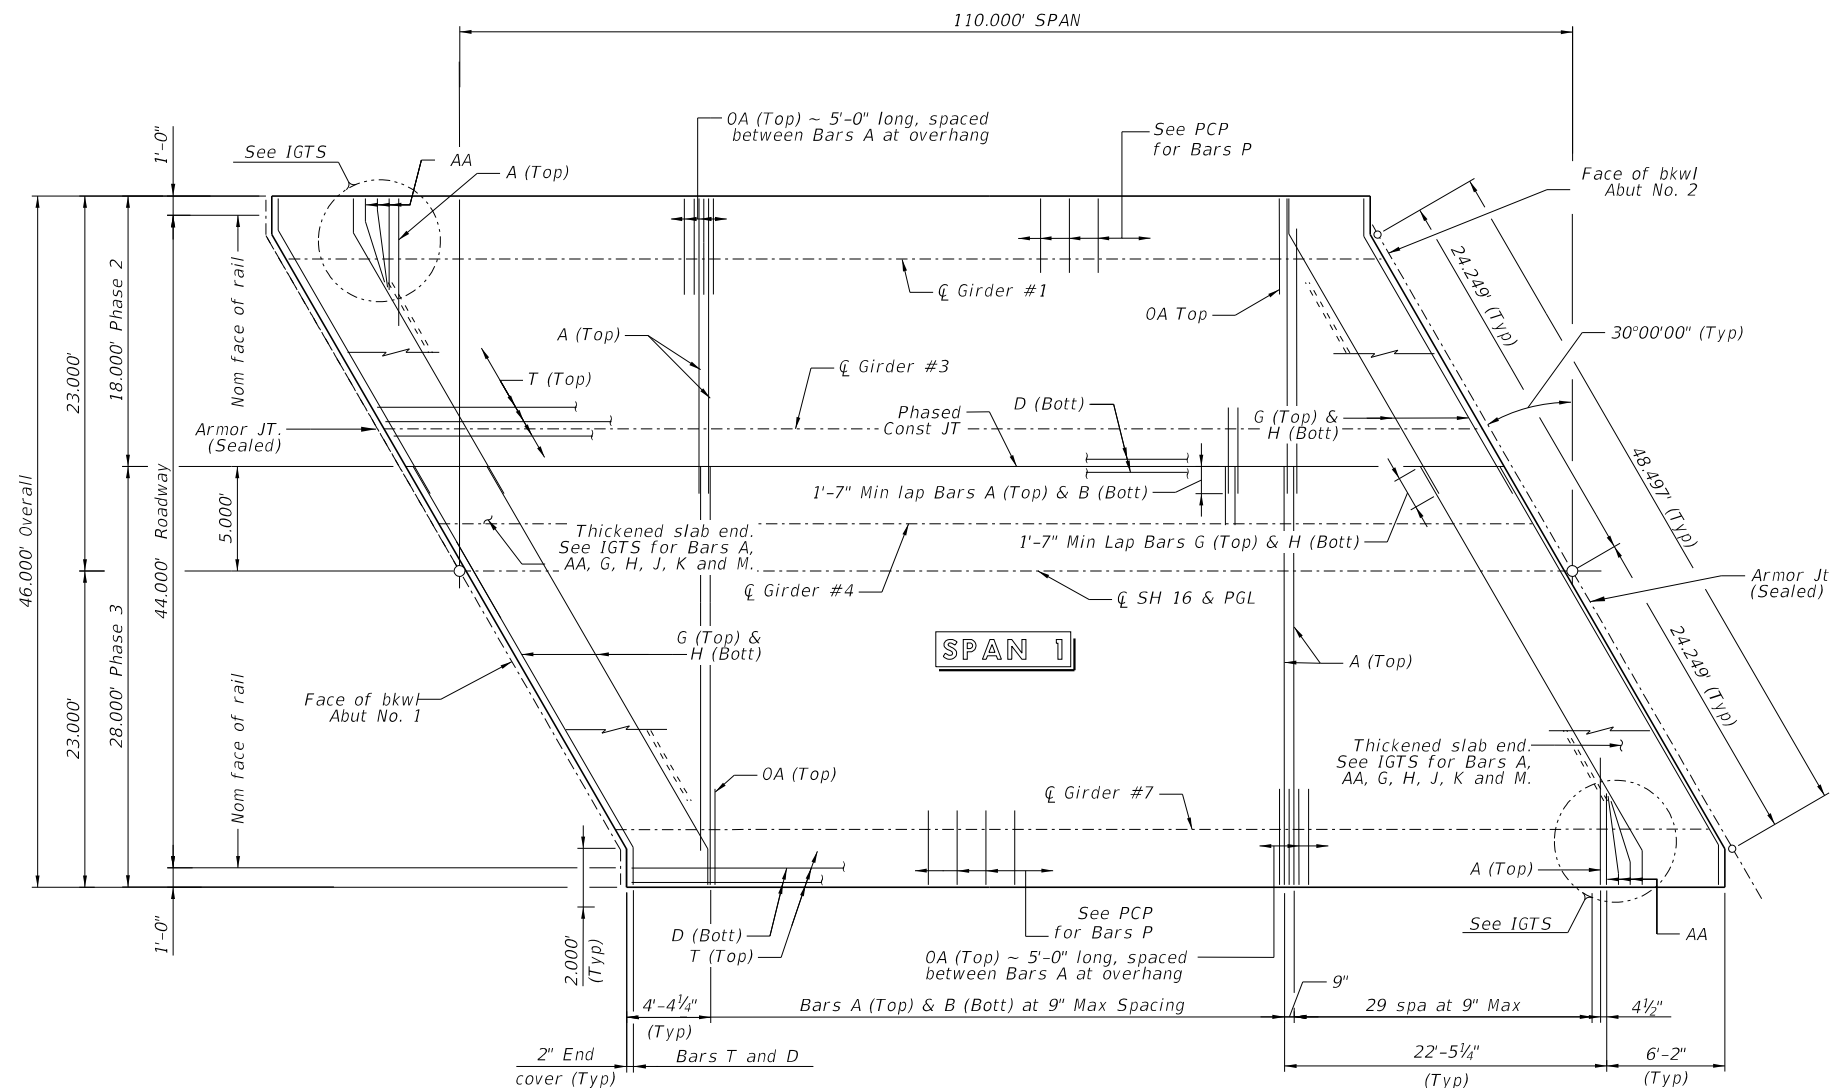 110.000' SPAN
0A (Top) ~ 5'-0" long, spaced
between Bars A at overhang
See PCP
for Bars P
1'-0"
See IGTS
AA
A (Top)
Face of bkwl
Abut No. 2
24.249' (Typ)
30°00'00" (Typ)
48.497' (Typ)
℄ Girder #1
0A Top
A (Top)
℄ Girder #3
T (Top)
D (Bott)
Phased
Const JT
G (Top) &
H (Bott)
Armor JT.
(Sealed)
Nom face of rail
18.000' Phase 2
23.000'
46.000' Overall
44.000' Roadway
5.000'
1'-7" Min lap Bars A (Top) & B (Bott)
Thickened slab end.
See IGTS for Bars A,
AA, G, H, J, K and M.
1'-7" Min Lap Bars G (Top) & H (Bott)
℄ Girder #4
℄ SH 16 & PGL
Armor Jt
(Sealed)
SPAN 1
G (Top) &
H (Bott)
A (Top)
24.249' (Typ)
Face of bkwl
Abut No. 1
28.000' Phase 3
23.000'
Nom face of rail
Thickened slab end.
See IGTS for Bars A,
AA, G, H, J, K and M.
0A (Top)
℄ Girder #7
A (Top)
1'-0"
2.000'
(Typ)
D (Bott)
T (Top)
See PCP
for Bars P
See IGTS
AA
0A (Top) ~ 5'-0" long, spaced
between Bars A at overhang
9"
4'-4¼"
(Typ)
Bars A (Top) & B (Bott) at 9" Max Spacing
29 spa at 9" Max
4½"
2" End
cover (Typ)
Bars T and D
22'-5¼"
(Typ)
6'-2"
(Typ)